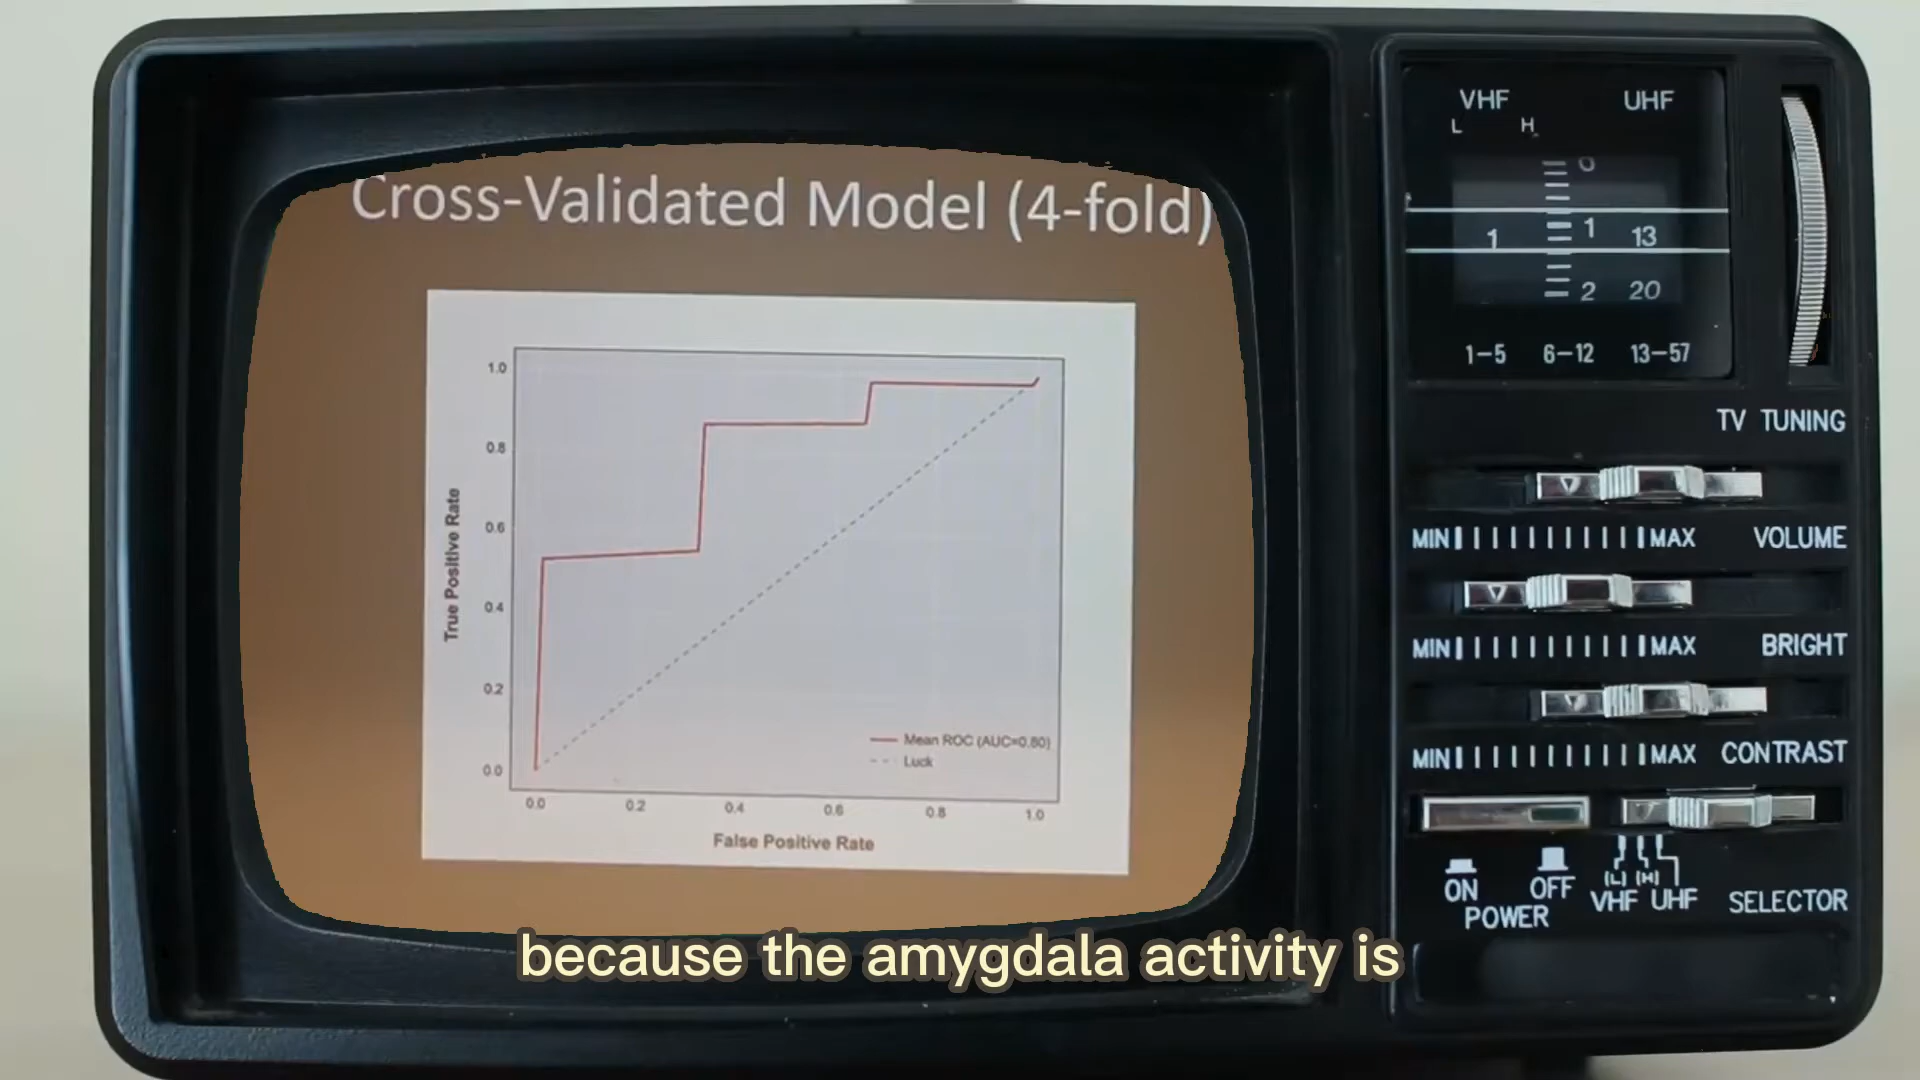 Cross-Validated Model (4-fold)
1.0
0.8
0.6
0.4
0.2
0.0
True Positive Rate
Mean ROC (AUC=0.80)
Luck
0.0 0.2 0.4 0.6 0.8 1.0
False Positive Rate
because the amygdala activity is
VHF UHF
L H
0
1 1 13
2 20
1-5 6-12 13-57
TV TUNING
MIN MAX VOLUME
MIN MAX BRIGHT
MIN MAX CONTRAST
ON OFF
POWER
(L) (H)
VHF UHF
SELECTOR